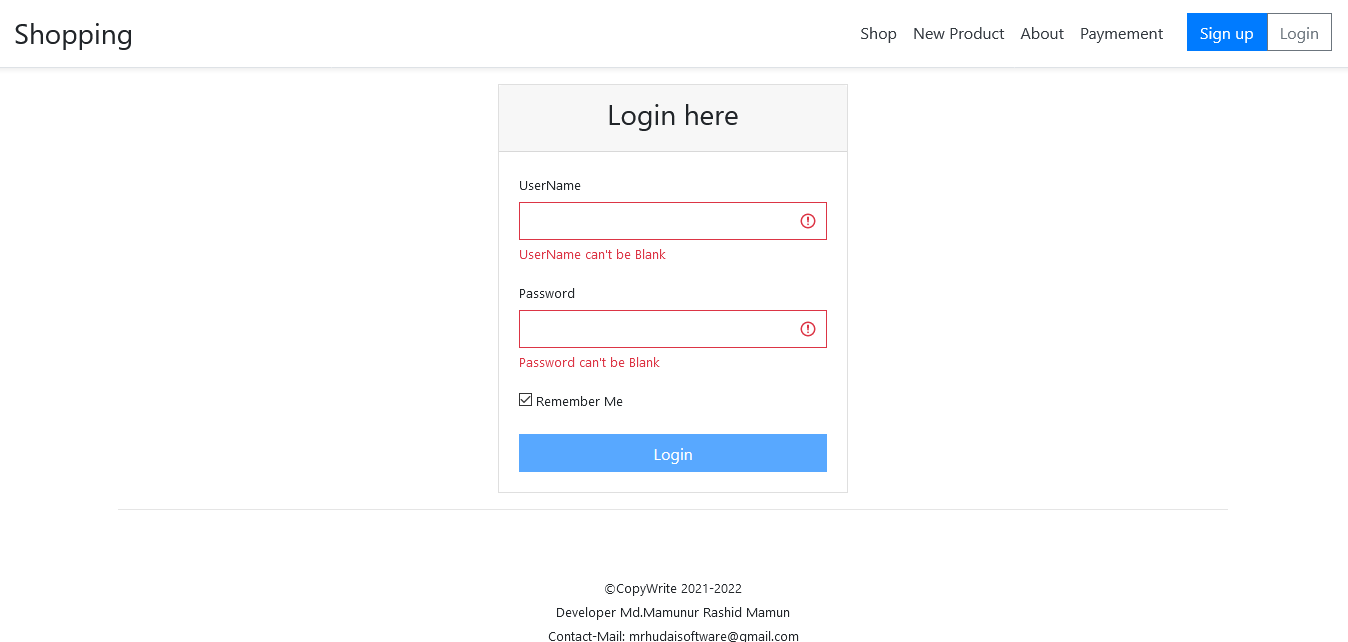 Shopping
Shop New Product About Paymement Sign up Login
Login here
UserName
UserName can't be Blank
Password
Password can't be Blank
Remember Me
Login
©CopyWrite 2021-2022
Developer Md.Mamunur Rashid Mamun
Contact-Mail: mrhudaisoftware@gmail.com